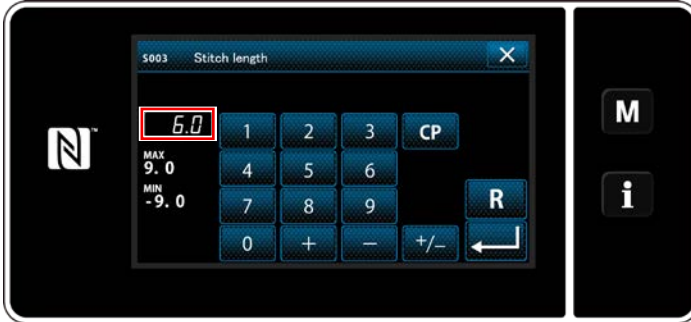 S003 Stitch length
6.0
1 2 3 CP
MAX
9.0
4 5 6
MIN
-9.0
7 8 9 R
0 + − +/−
M
i
N